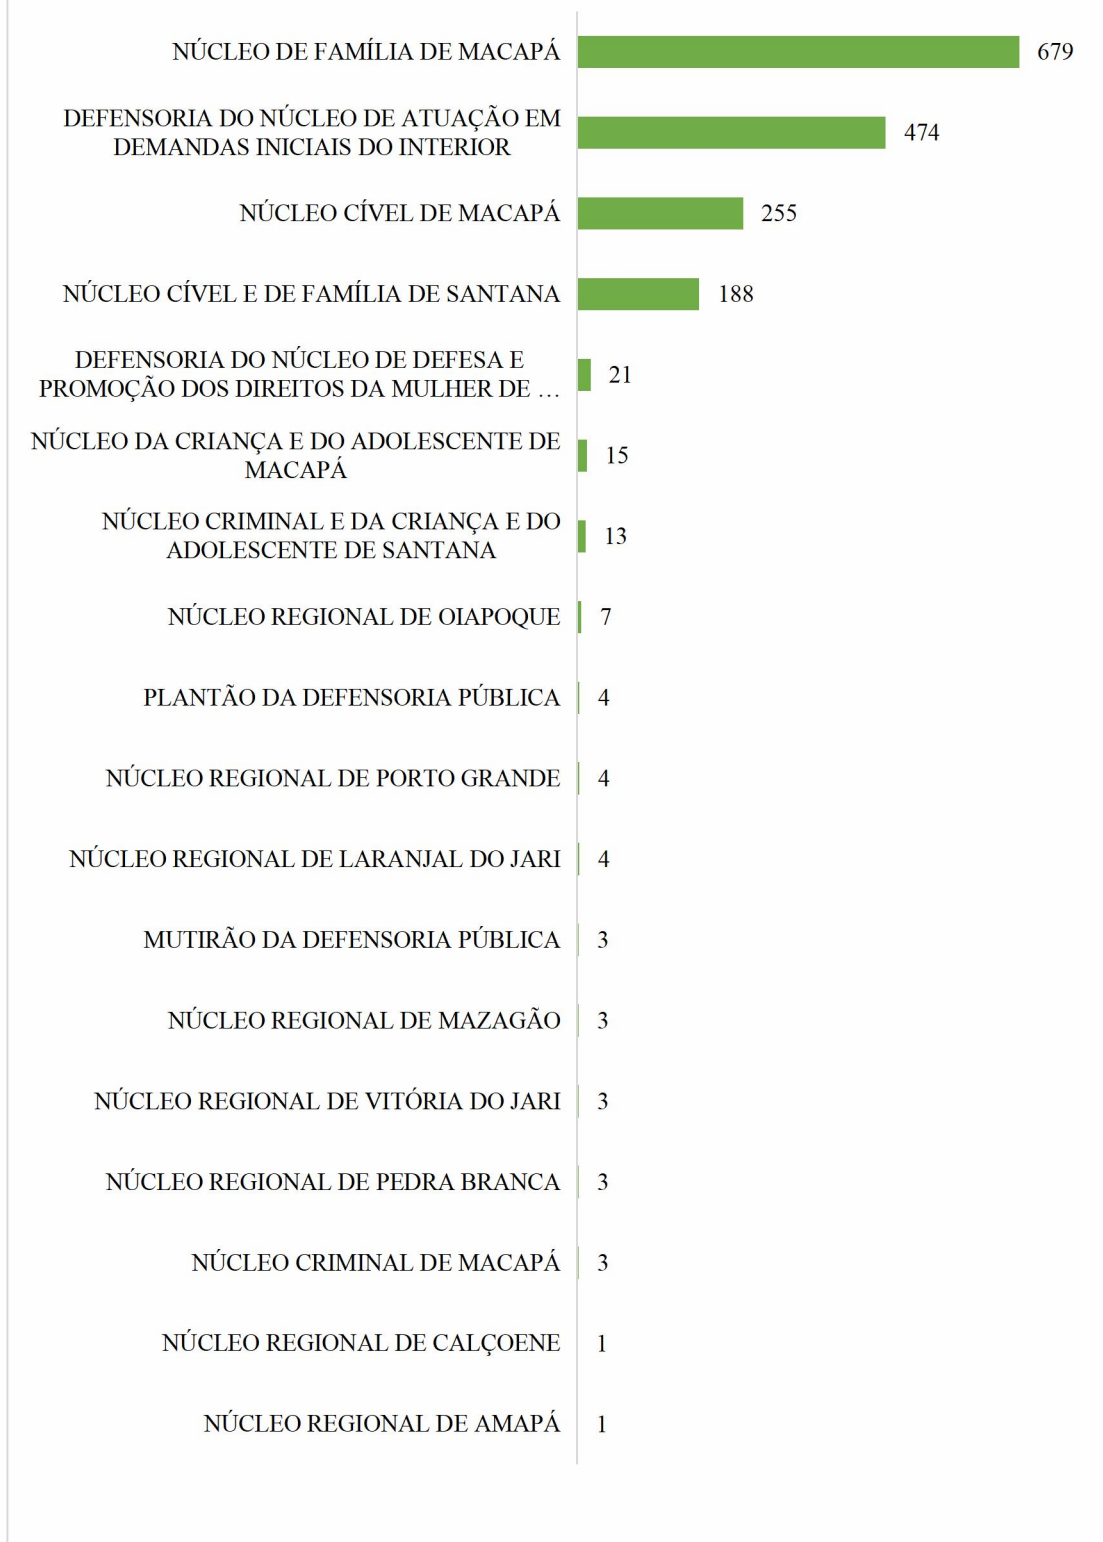 NÚCLEO DE FAMÍLIA DE MACAPÁ 679
DEFENSORIA DO NÚCLEO DE ATUAÇÃO EM
DEMANDAS INICIAIS DO INTERIOR 474
NÚCLEO CÍVEL DE MACAPÁ 255
NÚCLEO CÍVEL E DE FAMÍLIA DE SANTANA 188
DEFENSORIA DO NÚCLEO DE DEFESA E
PROMOÇÃO DOS DIREITOS DA MULHER DE … 21
NÚCLEO DA CRIANÇA E DO ADOLESCENTE DE
MACAPÁ 15
NÚCLEO CRIMINAL E DA CRIANÇA E DO
ADOLESCENTE DE SANTANA 13
NÚCLEO REGIONAL DE OIAPOQUE 7
PLANTÃO DA DEFENSORIA PÚBLICA 4
NÚCLEO REGIONAL DE PORTO GRANDE 4
NÚCLEO REGIONAL DE LARANJAL DO JARI 4
MUTIRÃO DA DEFENSORIA PÚBLICA 3
NÚCLEO REGIONAL DE MAZAGÃO 3
NÚCLEO REGIONAL DE VITÓRIA DO JARI 3
NÚCLEO REGIONAL DE PEDRA BRANCA 3
NÚCLEO CRIMINAL DE MACAPÁ 3
NÚCLEO REGIONAL DE CALÇOENE 1
NÚCLEO REGIONAL DE AMAPÁ 1